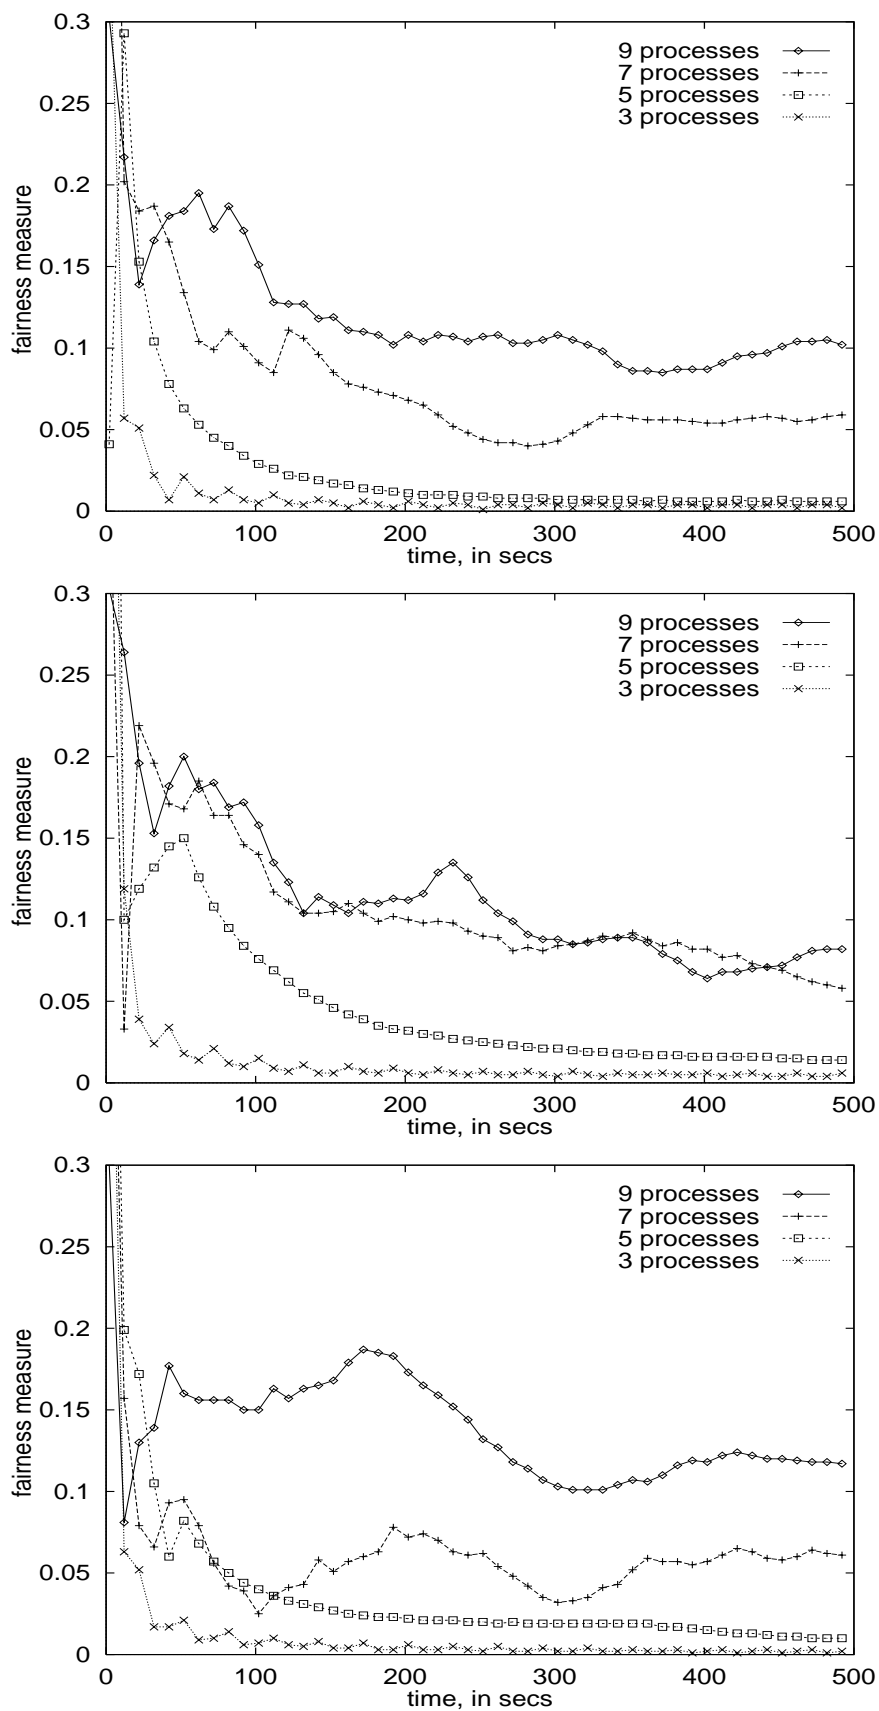 0.3
9 processes
7 processes
0.25
5 processes
3 processes
0.2
fairness measure
0.15
0.1
0.05
0
0 100 200 300 400 500
time, in secs
0.3
9 processes
7 processes
0.25
5 processes
3 processes
0.2
fairness measure
0.15
0.1
0.05
0
0 100 200 300 400 500
time, in secs
0.3
9 processes
7 processes
0.25
5 processes
3 processes
0.2
fairness measure
0.15
0.1
0.05
0
0 100 200 300 400 500
time, in secs